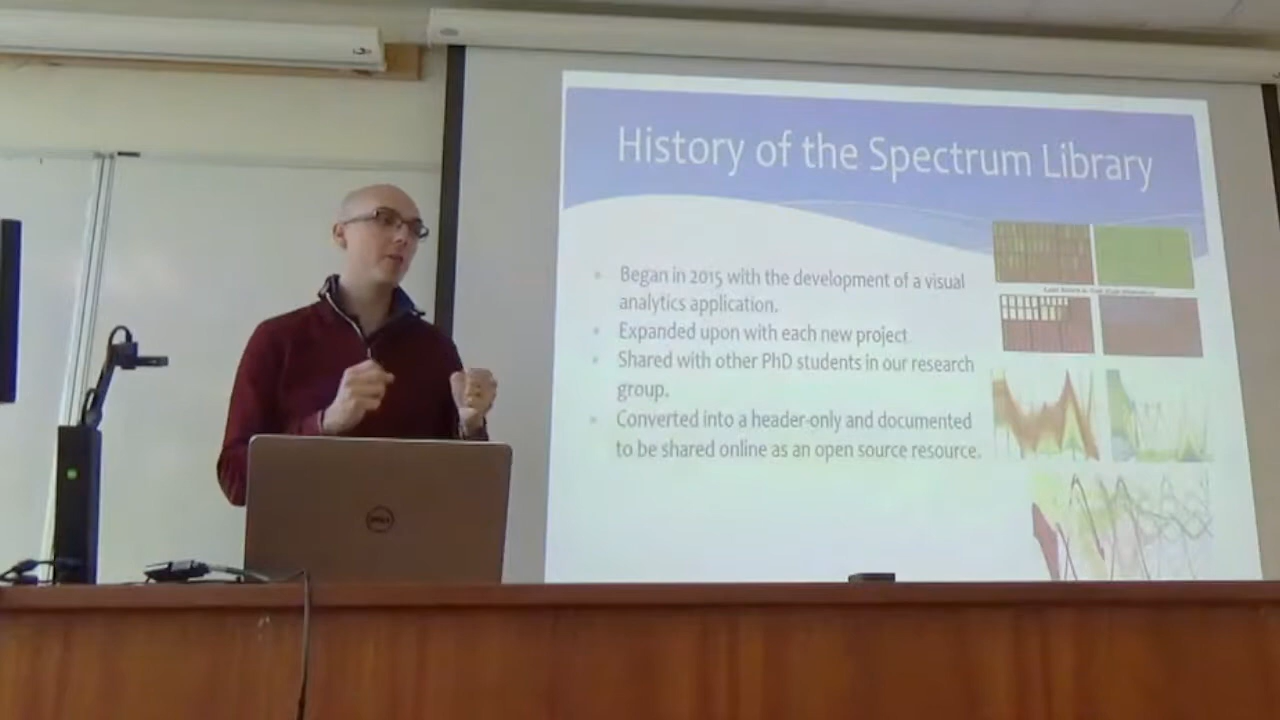 History of the Spectrum Library
Began in 2015 with the development of a visual
analytics application.
Expanded upon with each new project
Shared with other PhD students in our research
group.
Converted into a header-only and documented
to be shared online as an open source resource.
DELL